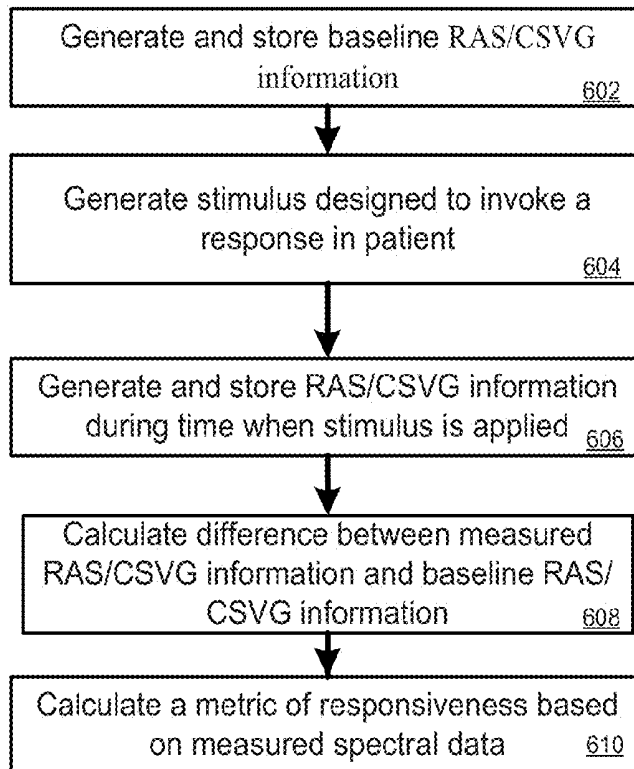 Generate and store baseline RAS/CSVG
information
602
Generate stimulus designed to invoke a
response in patient
604
Generate and store RAS/CSVG information
during time when stimulus is applied
606
Calculate difference between measured
RAS/CSVG information and baseline RAS/
CSVG information
608
Calculate a metric of responsiveness based
on measured spectral data
610